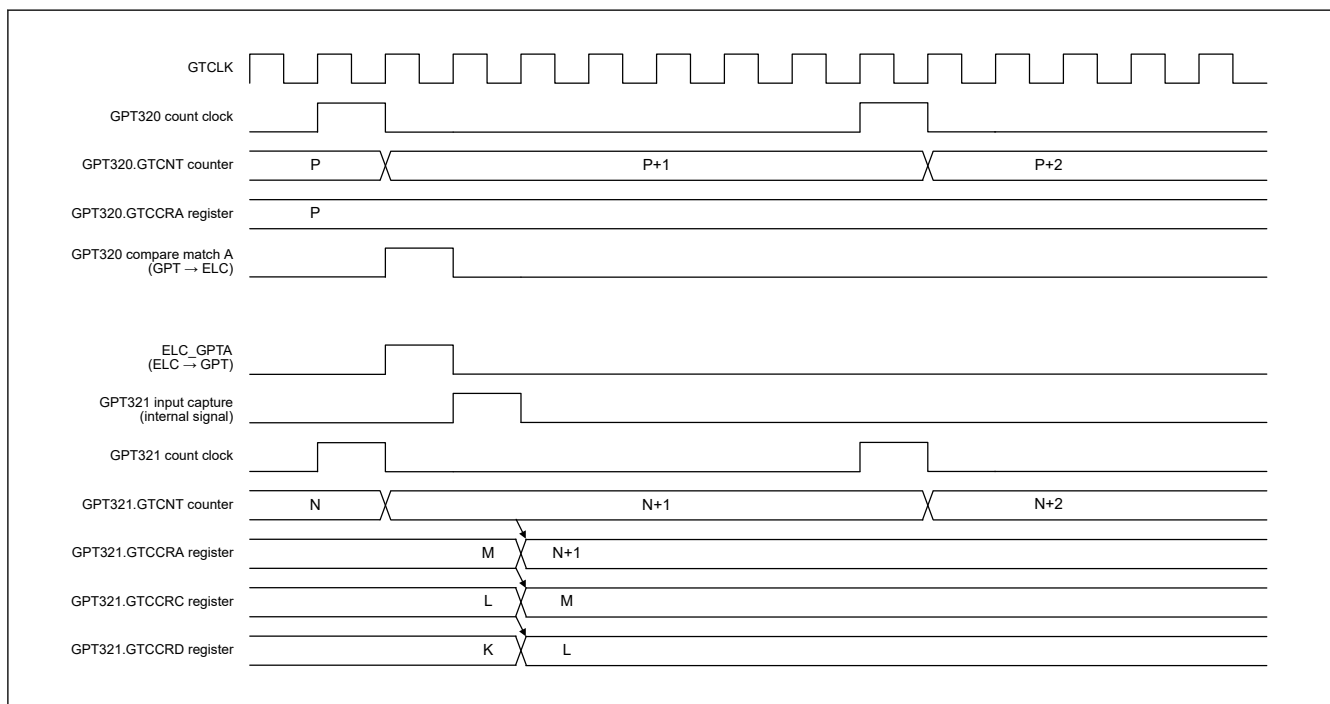 GTCLK
GPT320 count clock
GPT320.GTCNT counter
P
P+1
P+2
GPT320.GTCCRA register
P
GPT320 compare match A
(GPT → ELC)
ELC_GPTA
(ELC → GPT)
GPT321 input capture
(internal signal)
GPT321 count clock
GPT321.GTCNT counter
N
N+1
N+2
GPT321.GTCCRA register
M
N+1
GPT321.GTCCRC register
L
M
GPT321.GTCCRD register
K
L